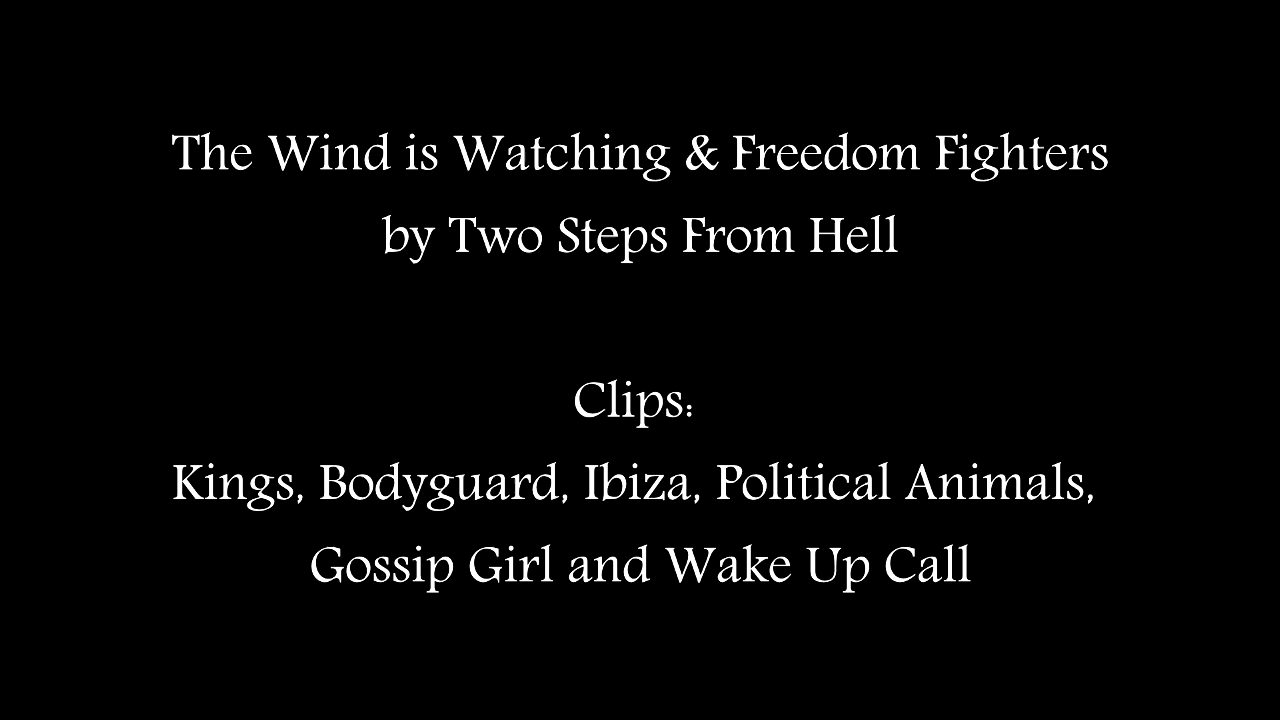 The Wind is Watching & Freedom Fighters
by Two Steps From Hell
Clips:
Kings, Bodyguard, Ibiza, Political Animals,
Gossip Girl and Wake Up Call